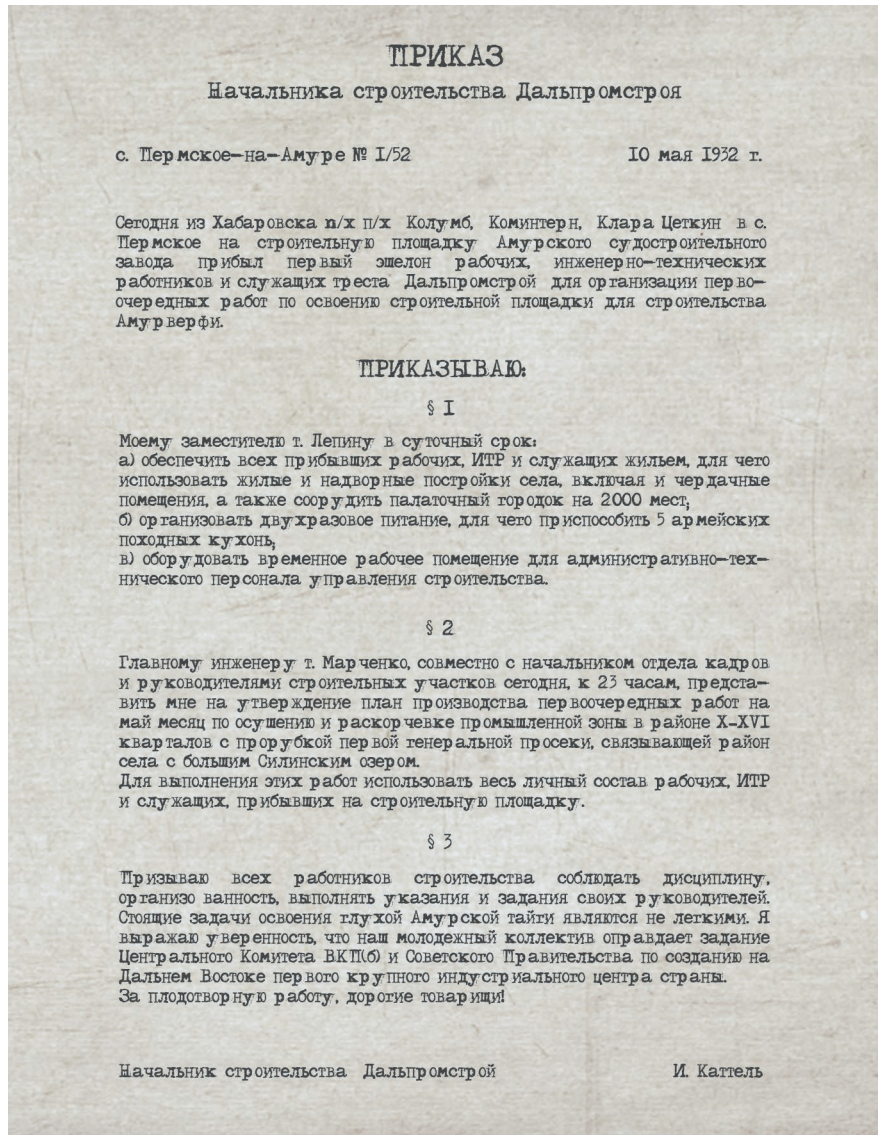 ПРИКАЗ
Начальника строительства Дальпромстроя
с. Пермское-на-Амуре № I/52 10 мая 1932 г.
Сегодня из Хабаровска п/х п/х Колумб, Коминтерн, Клара Цеткин в с.
Пермское на строительную площадку Амурского судостроительного
завода прибыл первый эшелон рабочих, инженерно-технических
работников и служащих треста Дальпромстрой для организации перво-
очередных работ по освоению строительной площадки для строительства
Амурверфи.
ПРИКАЗЫВАЮ:
§ I
Моему заместителю т. Лепину в суточный срок:
а) обеспечить всех прибывших рабочих, ИТР и служащих жильем, для чего
использовать жилые и надворные постройки села, включая и чердачные
помещения, а также соорудить палаточный городок на 2000 мест;
б) организовать двухразовое питание, для чего приспособить 5 армейских
походных кухонь;
в) оборудовать временное рабочее помещение для административно-тех-
нического персонала управления строительства.
§ 2
Главному инженеру т. Марченко, совместно с начальником отдела кадров
и руководителями строительных участков сегодня, к 23 часам, предста-
вить мне на утверждение план производства первоочередных работ на
май месяц по осушению и раскорчевке промышленной зоны в районе X-XVI
кварталов с прорубкой первой генеральной просеки, связывающей район
села с большим Силинским озером.
Для выполнения этих работ использовать весь личный состав рабочих, ИТР
и служащих, прибывших на строительную площадку.
§ 3
Призываю всех работников строительства соблюдать дисциплину,
организо ванность, выполнять указания и задания своих руководителей.
Стоящие задачи освоения глухой Амурской тайги являются не легкими. Я
выражаю уверенность, что наш молодежный коллектив оправдает задание
Центрального Комитета ВКП(б) и Советского Правительства по созданию на
Дальнем Востоке первого крупного индустриального центра страны.
За плодотворную работу, дорогие товарищи!
Начальник строительства Дальпромстрой И. Каттель